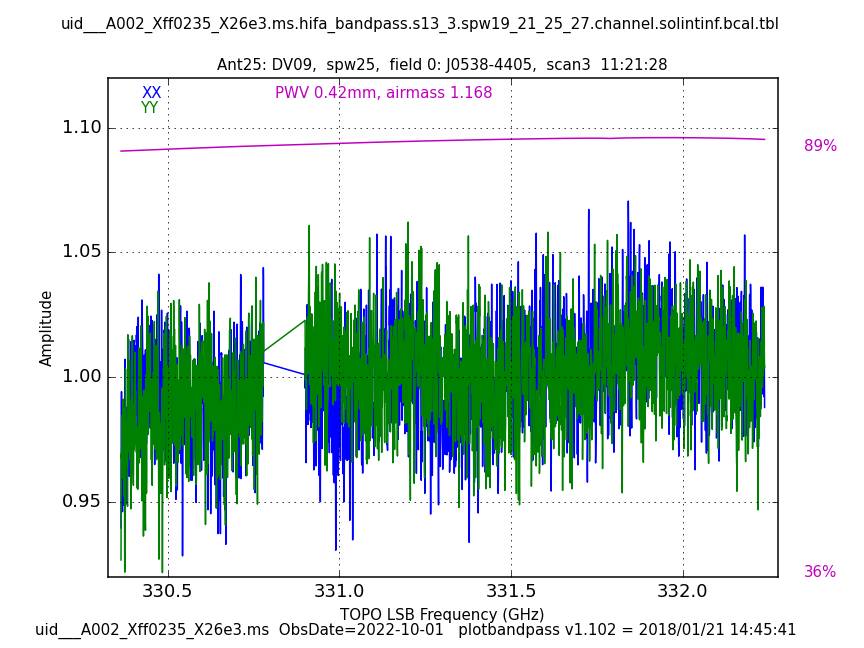 uid___A002_Xff0235_X26e3.ms.hifa_bandpass.s13_3.spw19_21_25_27.channel.solintinf.bcal.tbl
Ant25: DV09,  spw25,  field 0: J0538-4405,  scan3  11:21:28
XX
PWV 0.42mm, airmass 1.168
YY
1.10
89%
1.05
Amplitude
1.00
0.95
36%
330.5
331.0
331.5
332.0
TOPO LSB Frequency (GHz)
uid___A002_Xff0235_X26e3.ms  ObsDate=2022-10-01   plotbandpass v1.102 = 2018/01/21 14:45:41